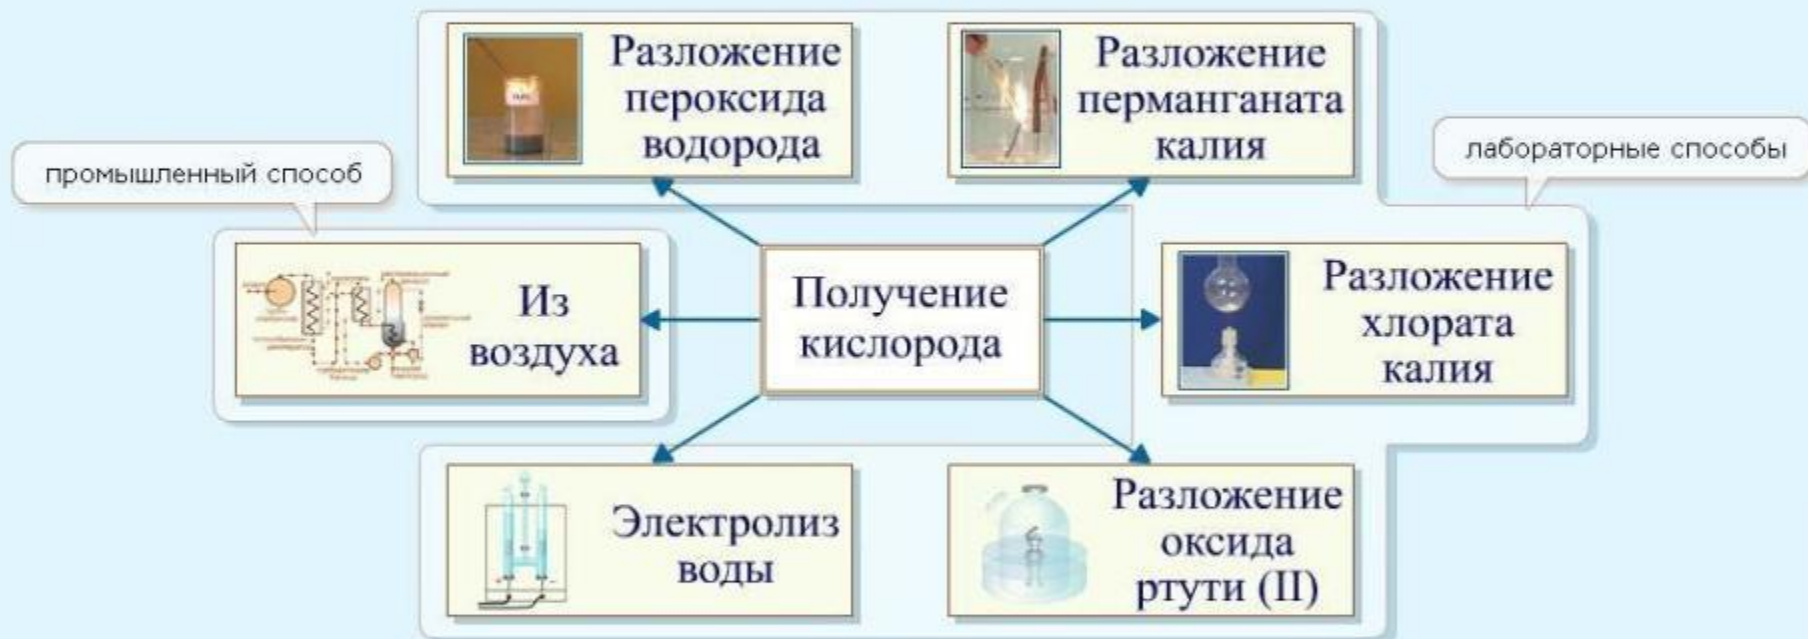 Разложение
пероксида
водорода
Разложение
перманганата
калия
промышленный способ
лабораторные способы
Из
воздуха
Получение
кислорода
Разложение
хлората
калия
Электролиз
воды
Разложение
оксида
ртути (II)